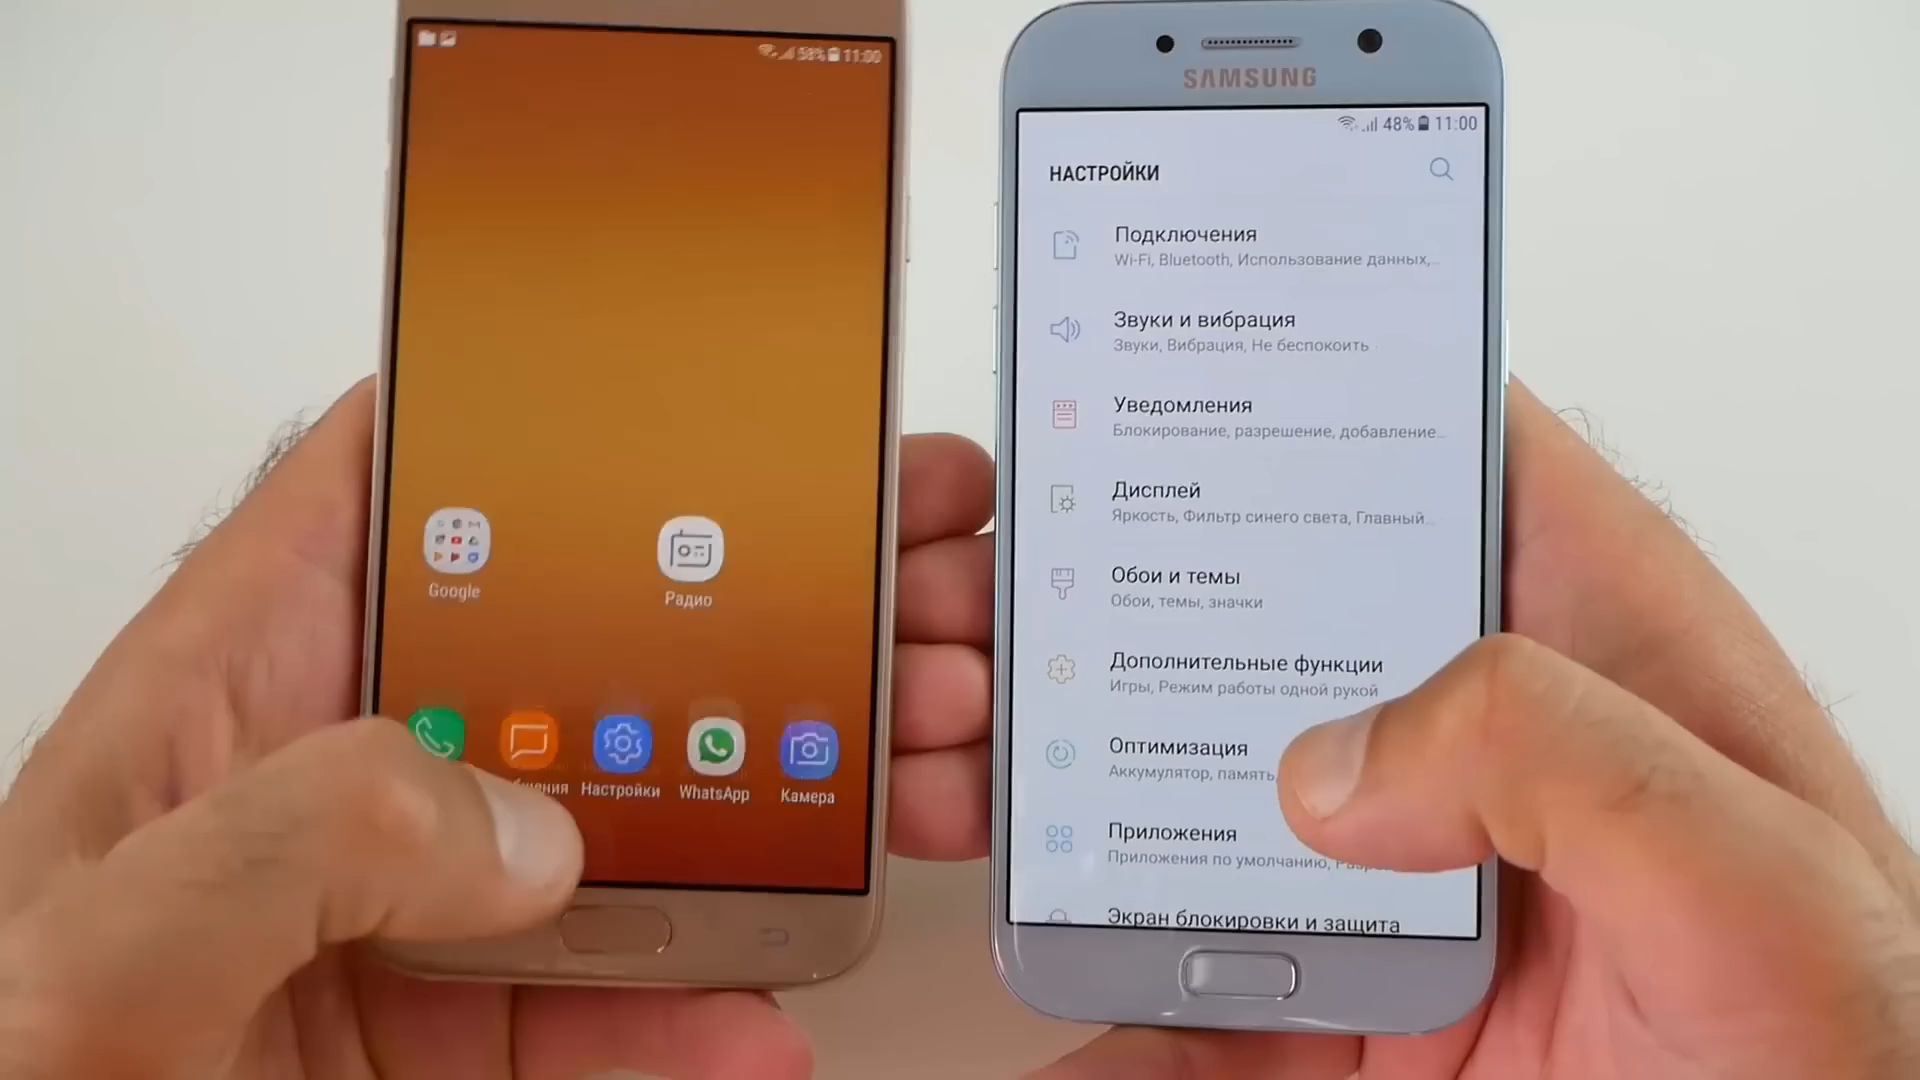 58% 11:00
Google
Радио
Настройки
WhatsApp
Камера
SAMSUNG
48% 11:00
НАСТРОЙКИ
Подключения
Wi-Fi, Bluetooth, Использование данных,...
Звуки и вибрация
Звуки, Вибрация, Не беспокоить
Уведомления
Блокирование, разрешение, добавление...
Дисплей
Яркость, Фильтр синего света, Главный...
Обои и темы
Обои, темы, значки
Дополнительные функции
Игры, Режим работы одной рукой
Оптимизация
Аккумулятор, память,
Приложения
Приложения по умолчанию,
Экран блокировки и защита